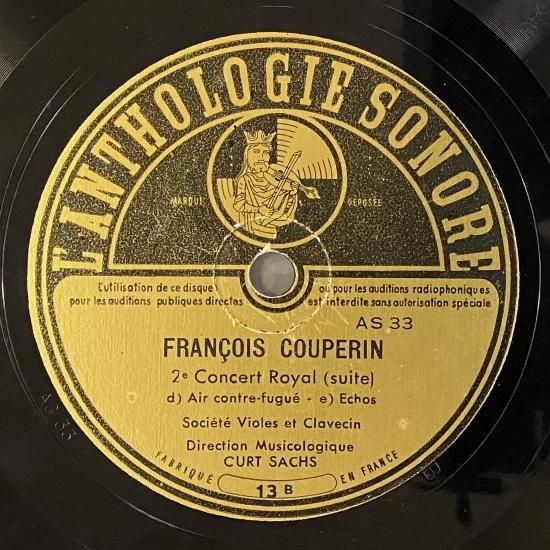 L'ANTHOLOGIE SONORE
MARQUE DÉPOSÉE
L'utilisation de ce disque ou pour les auditions radiophoniques
pour les auditions publiques directes est interdite sans autorisation spéciale
AS 33
FRANÇOIS COUPERIN
2e Concert Royal (suite)
d) Air contre-fugué - e) Echos
Société Violes et Clavecin
Direction Musicologique
CURT SACHS
FABRIQUÉ EN FRANCE
13 B
AS 33